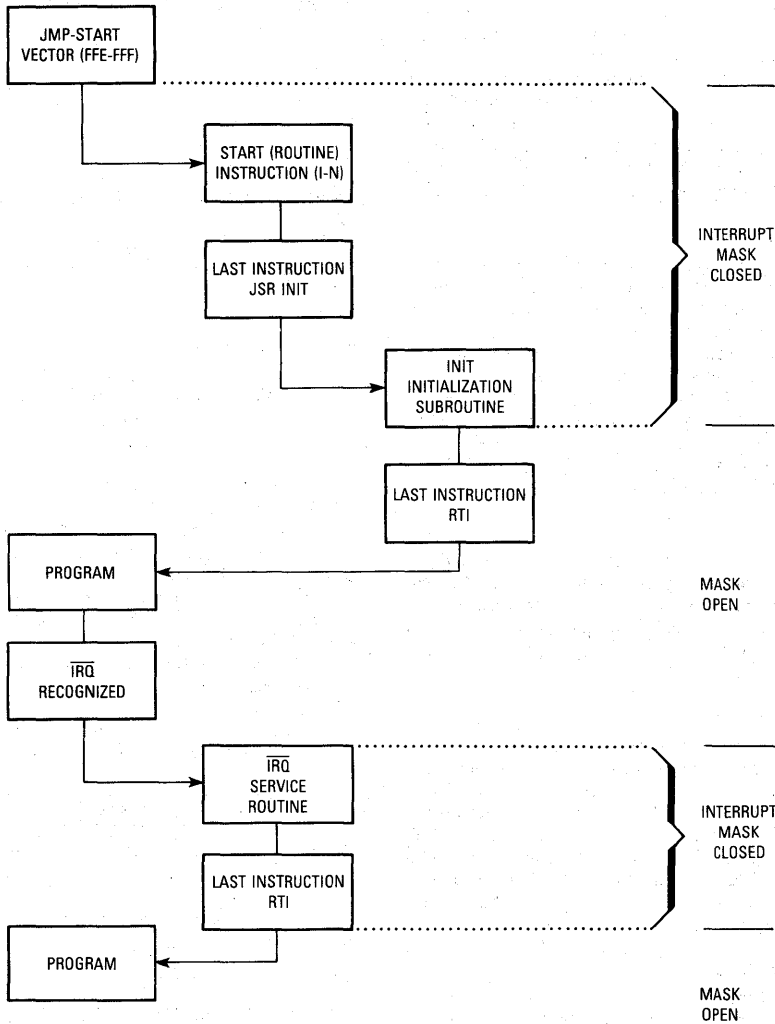 JMP-START
VECTOR (FFE-FFF)
START (ROUTINE)
INSTRUCTION (I-N)
LAST INSTRUCTION
JSR INIT
INTERRUPT
MASK
CLOSED
INIT
INITIALIZATION
SUBROUTINE
LAST INSTRUCTION
RTI
PROGRAM
MASK
OPEN
IRQ
RECOGNIZED
IRQ
SERVICE
ROUTINE
INTERRUPT
MASK
CLOSED
LAST INSTRUCTION
RTI
PROGRAM
MASK
OPEN